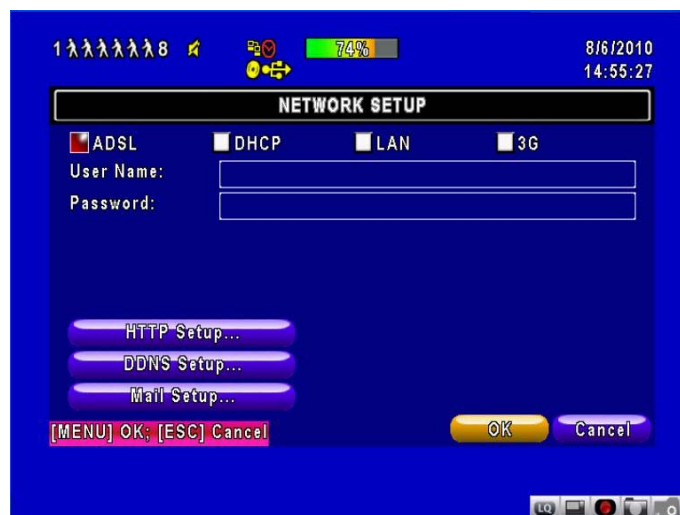 1 8 74% 8/6/2010
14:55:27
NETWORK SETUP
ADSL DHCP LAN 3G
User Name:
Password:
HTTP Setup...
DDNS Setup...
Mail Setup...
[MENU] OK; [ESC] Cancel OK Cancel
LQ